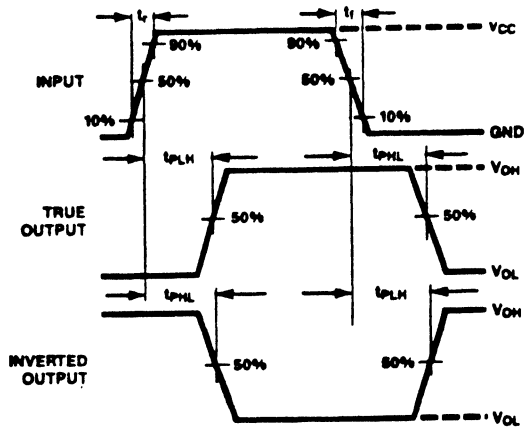 tr
tf
VCC
90%
90%
INPUT
50%
50%
10%
10%
GND
tPLH
tPHL
VOH
TRUE
OUTPUT
50%
50%
VOL
tPHL
tPLH
VOH
INVERTED
OUTPUT
50%
50%
VOL